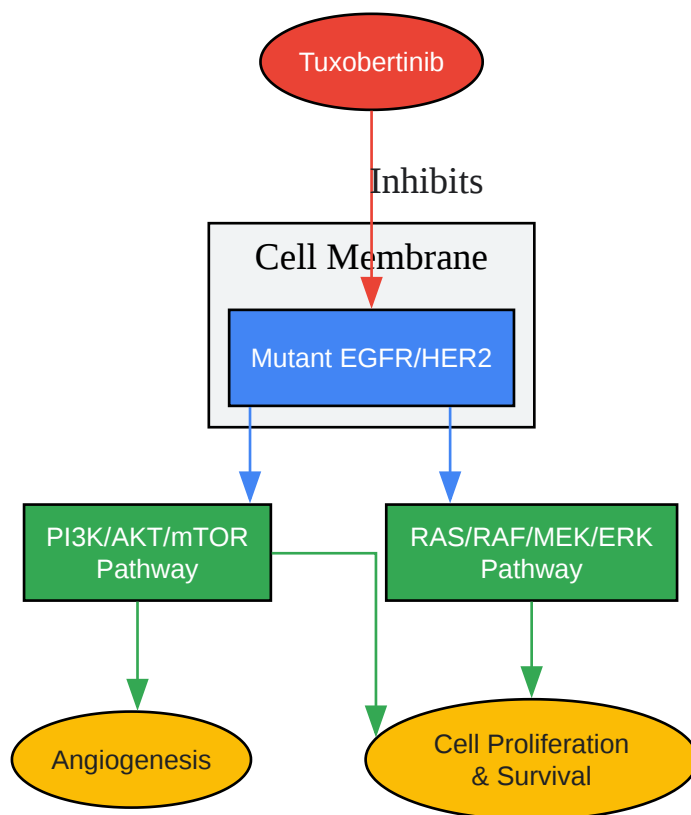 Tuxobertinib
Inhibits
Cell Membrane
Mutant EGFR/HER2
PI3K/AKT/mTOR
Pathway
RAS/RAF/MEK/ERK
Pathway
Angiogenesis
Cell Proliferation
& Survival